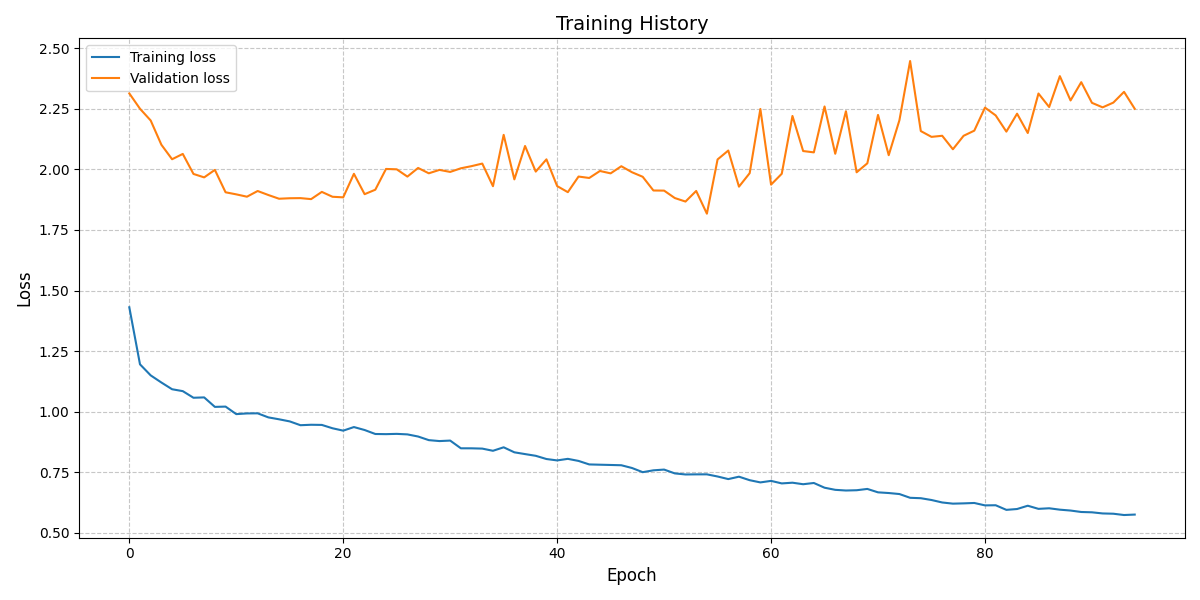 Training History
Training loss
Validation loss
2.50
2.25
2.00
1.75
1.50
1.25
1.00
0.75
0.50
Loss
0 20 40 60 80
Epoch